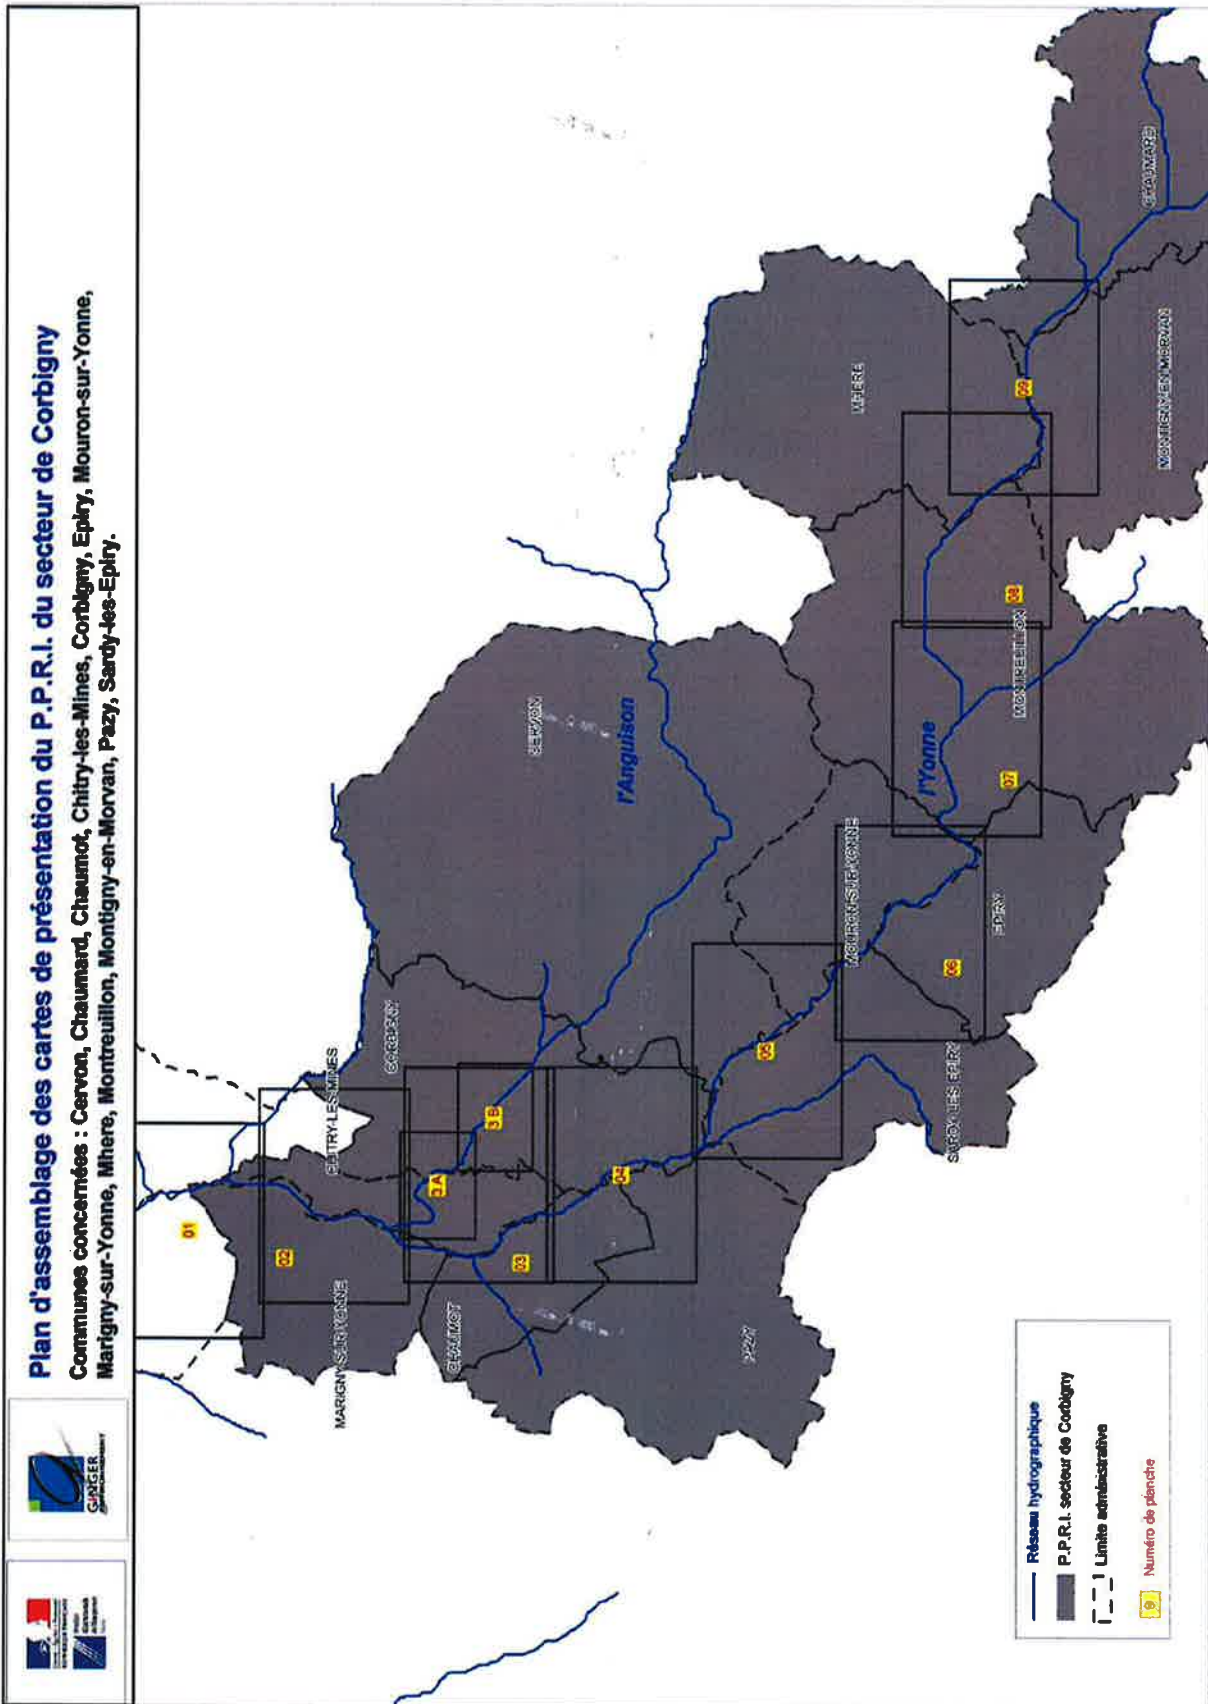 Plan d'assemblage des cartes de présentation du P.P.R.I. du secteur de Corbigny
Communes concernées : Cervon, Chaumard, Chaumot, Chitry-les-Mines, Corbigny, Epiry, Mouron-sur-Yonne,
Marigny-sur-Yonne, Mhere, Montreuillon, Montigny-en-Morvan, Pazy, Sardy-les-Epiry.
GINGER
01
02
MARIGNY-SUR-YONNE
CHITRY-LES-MINES
CORBIGNY
3 A
3 B
03
CHAUMOT
04
PAZY
05
SARDY-LES-EPIRY
06
EPIRY
MOURON-SUR-YONNE
CERVON
l'Anguison
l'Yonne
07
MONTREUILLON
08
09
MHERE
MONTIGNY-EN-MORVAN
CHAUMARD
Réseau hydrographique
P.P.R.I. secteur de Corbigny
Limite administrative
9 Numéro de planche